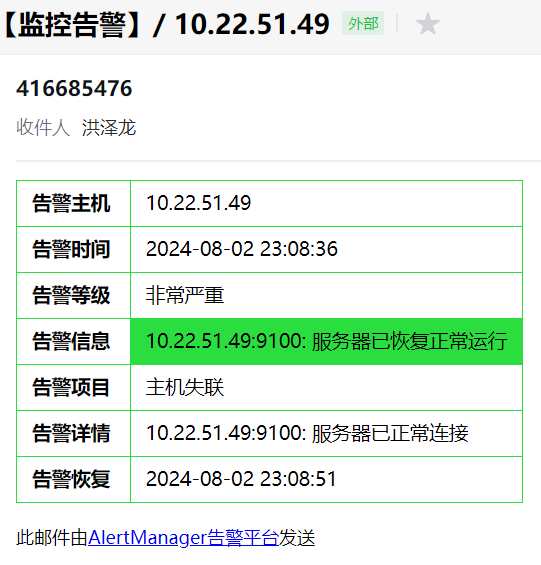 【监控告警】/ 10.22.51.49 外部
416685476
收件人 洪泽龙
告警主机 10.22.51.49
告警时间 2024-08-02 23:08:36
告警等级 非常严重
告警信息 10.22.51.49:9100: 服务器已恢复正常运行
告警项目 主机失联
告警详情 10.22.51.49:9100: 服务器已正常连接
告警恢复 2024-08-02 23:08:51
此邮件由AlertManager告警平台发送